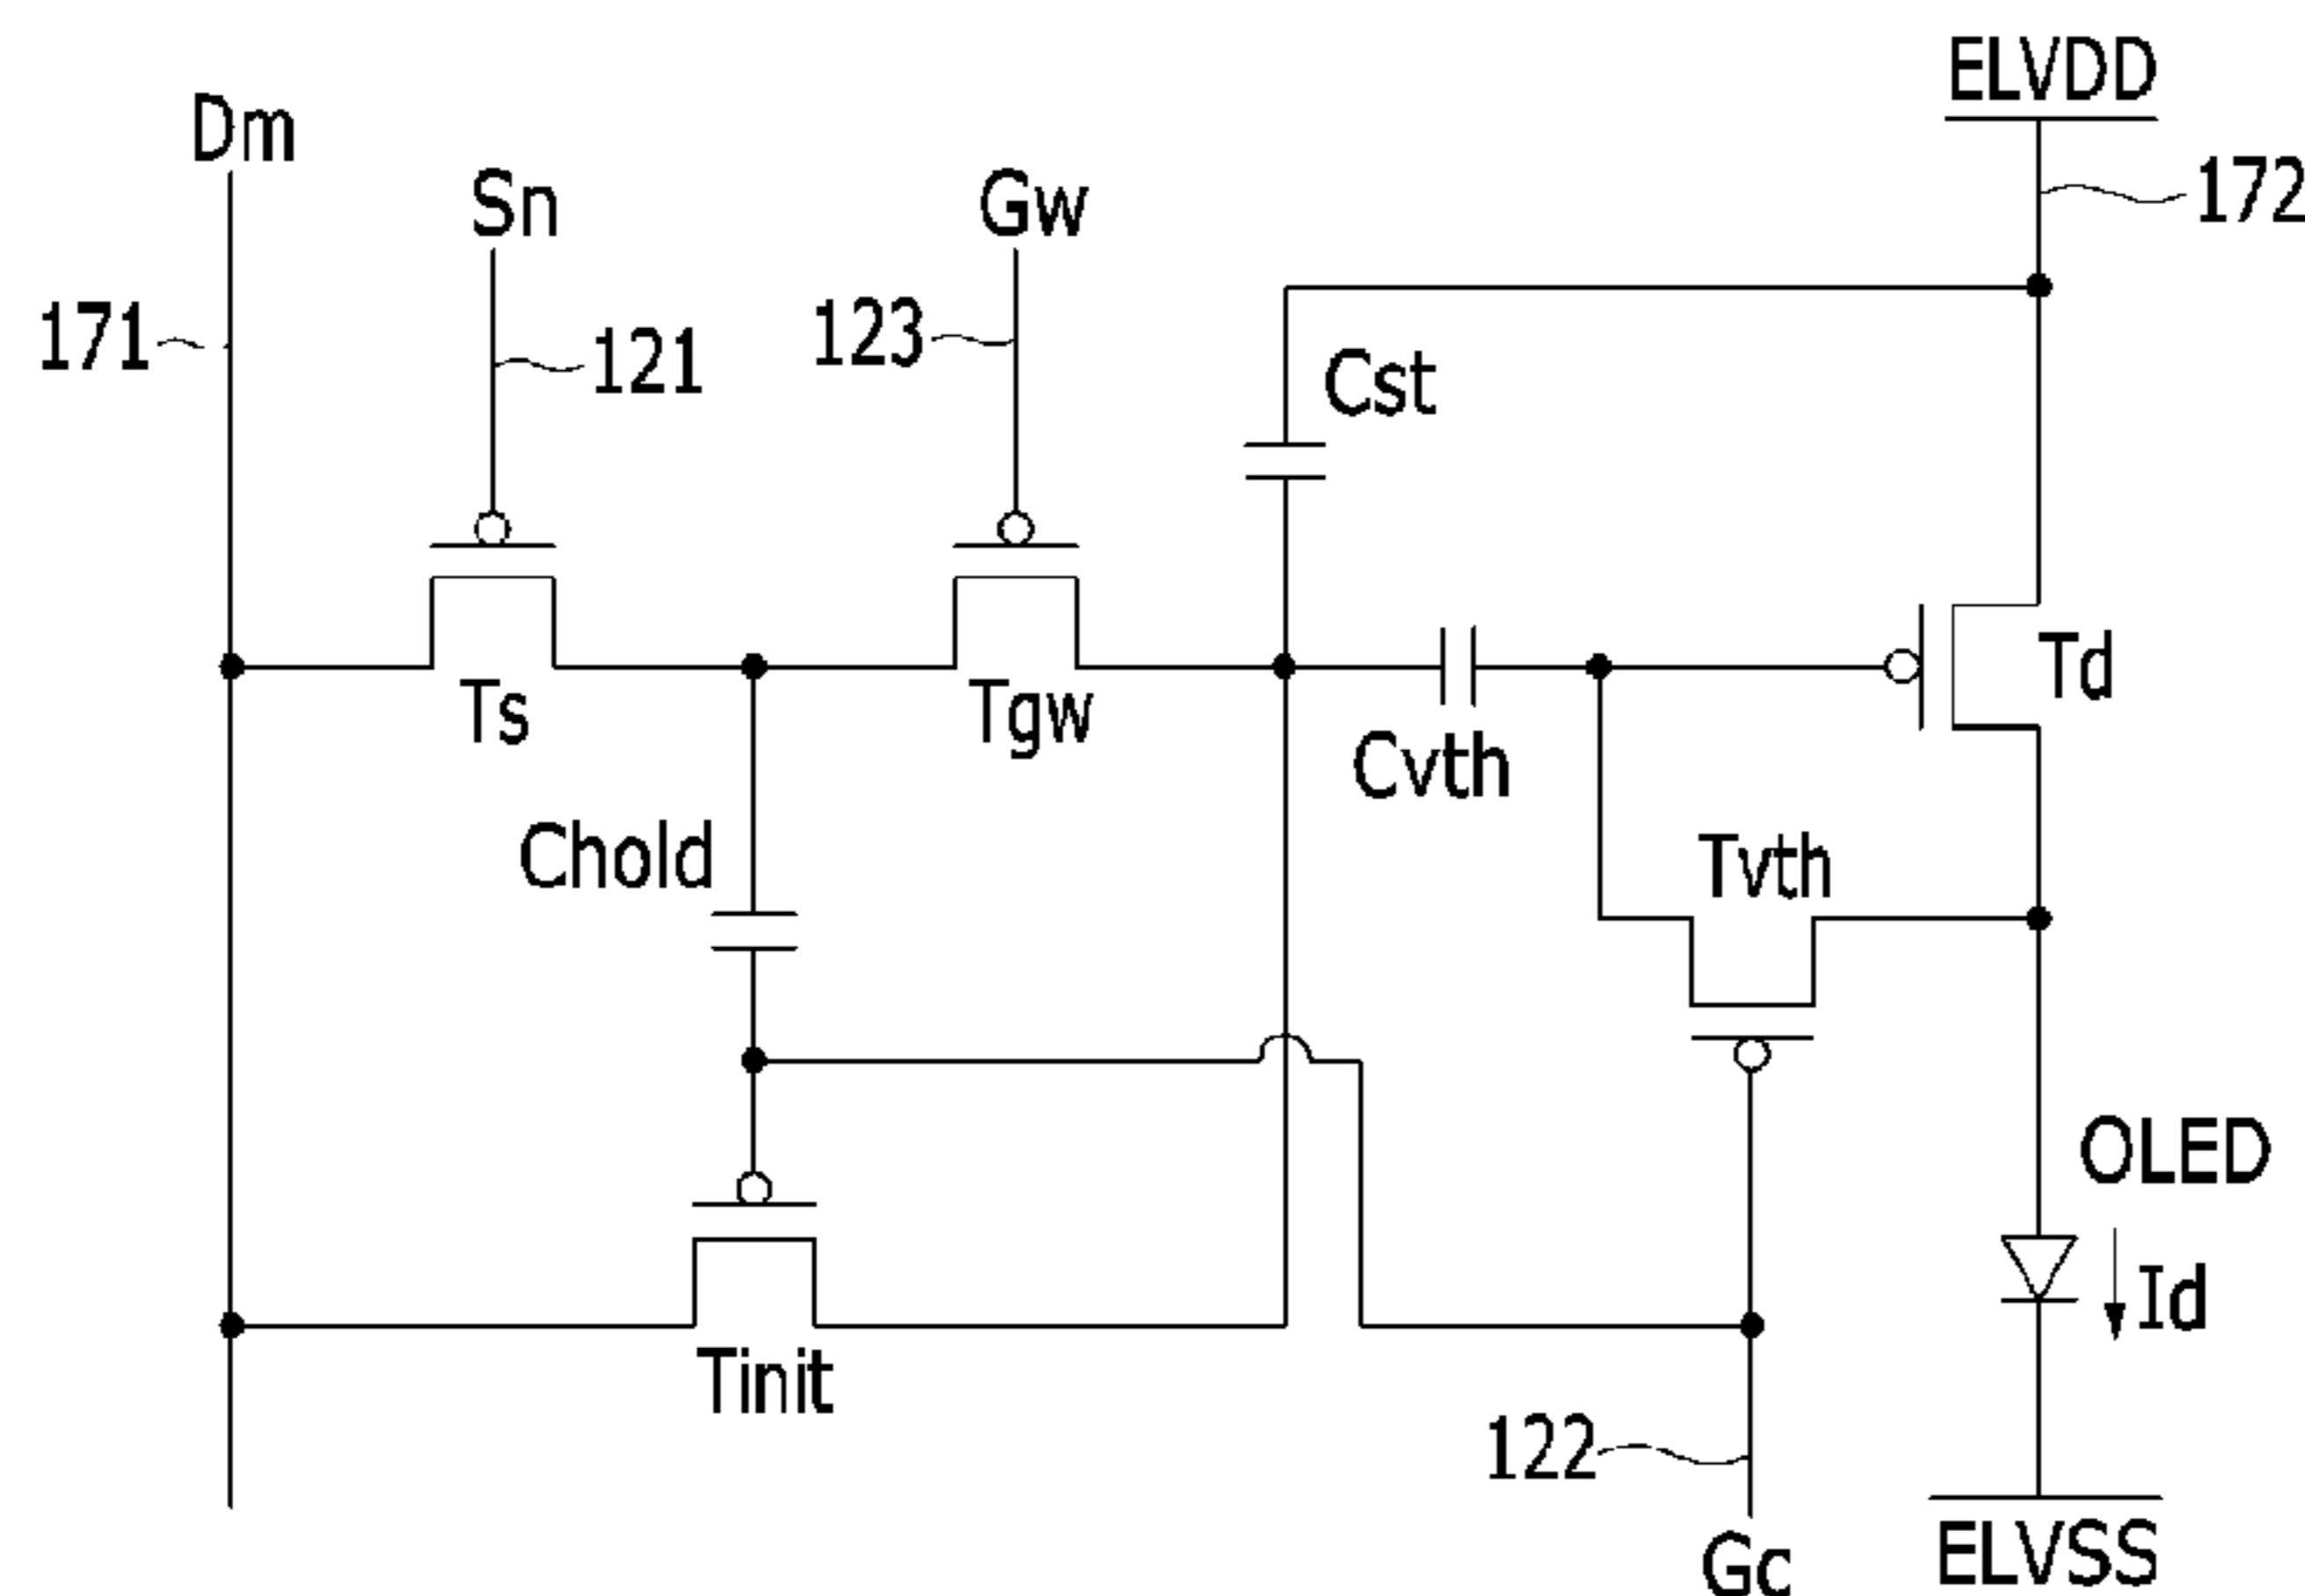 ELVDD
Dm
172
Sn
Gw
171
121
123
Cst
Td
Ts
Tgw
Cvth
Chold
Tvth
OLED
Id
Tinit
122
Gc
ELVSS